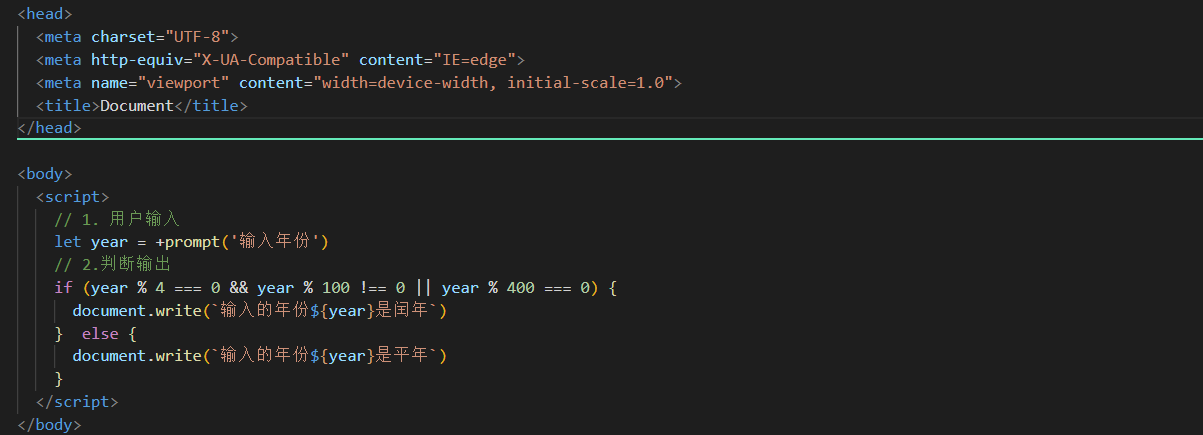 <head>
<meta charset="UTF-8">
<meta http-equiv="X-UA-Compatible" content="IE=edge">
<meta name="viewport" content="width=device-width, initial-scale=1.0">
<title>Document</title>
</head>
<body>
<script>
// 1. 用户输入
let year = +prompt('输入年份')
// 2.判断输出
if (year % 4 === 0 && year % 100 !== 0 || year % 400 === 0) {
document.write(`输入的年份${year}是闰年`)
}  else {
document.write(`输入的年份${year}是平年`)
}
</script>
</body>